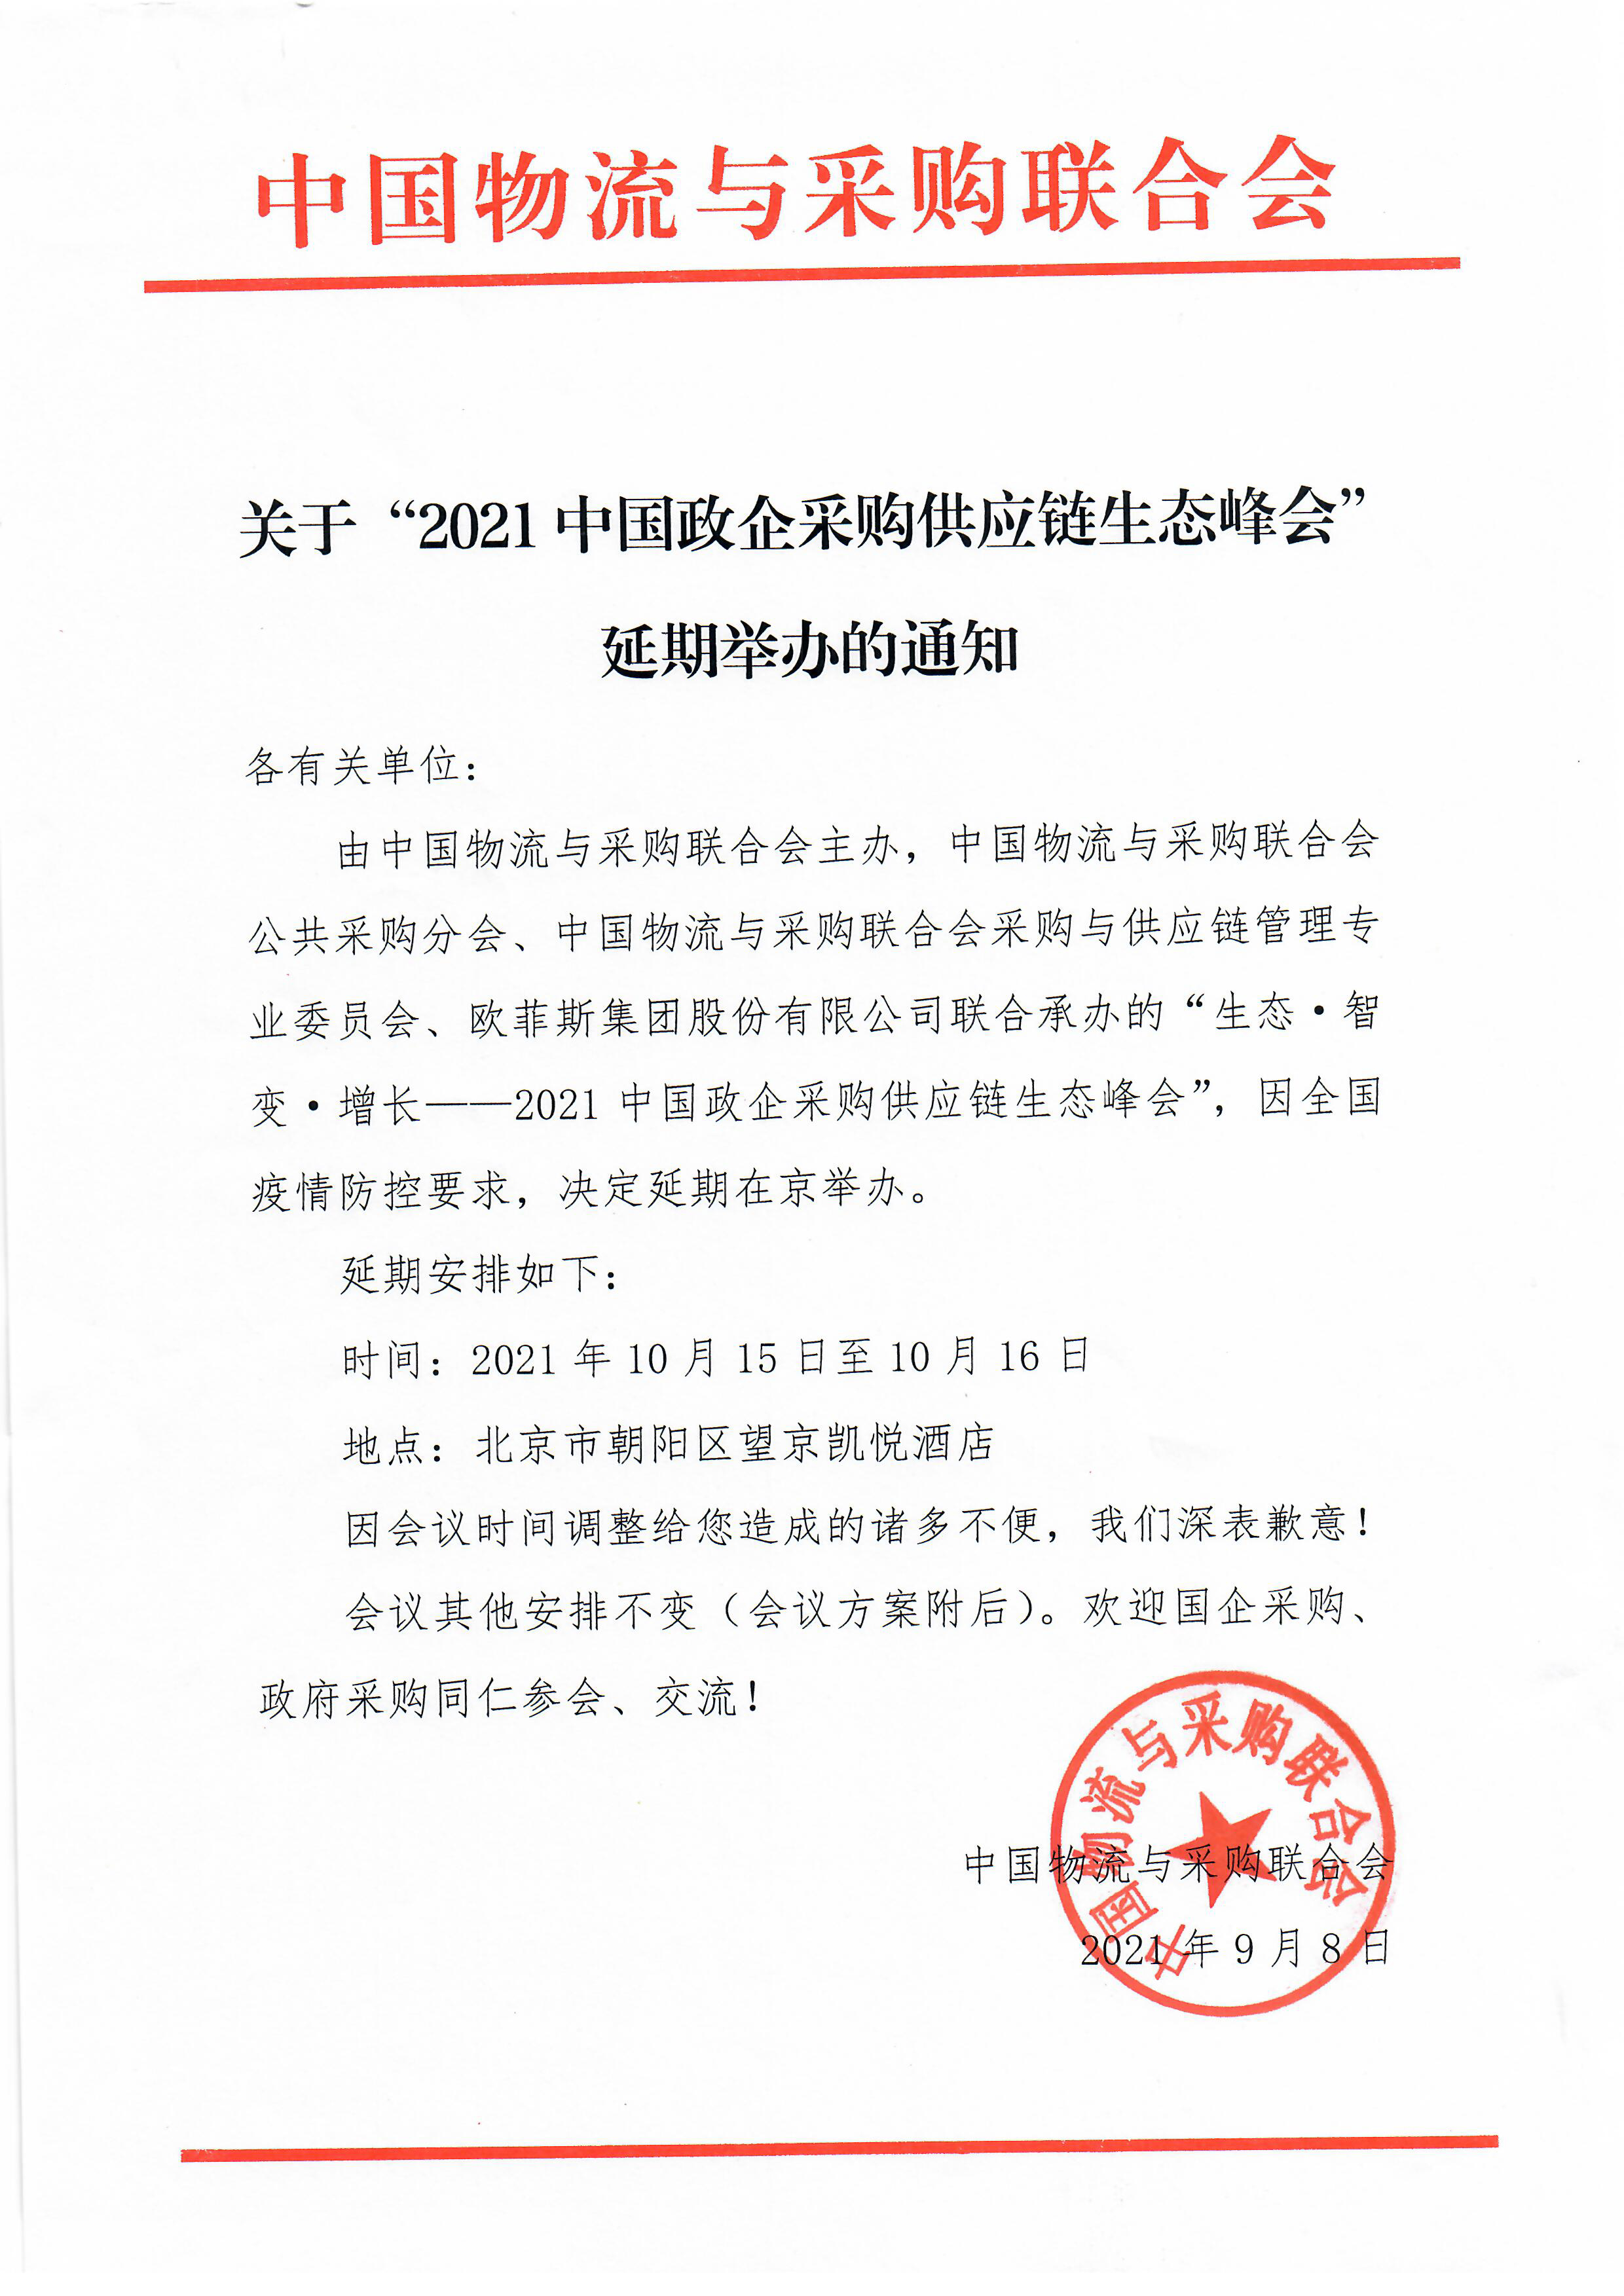 中国物流与采购联合会
关于“2021中国政企采购供应链生态峰会”
延期举办的通知
各有关单位：
由中国物流与采购联合会主办，中国物流与采购联合会
公共采购分会、中国物流与采购联合会采购与供应链管理专
业委员会、欧菲斯集团股份有限公司联合承办的“生态·智
变·增长——2021中国政企采购供应链生态峰会”，因全国
疫情防控要求，决定延期在京举办。
延期安排如下：
时间：2021年10月15日至10月16日
地点：北京市朝阳区望京凯悦酒店
因会议时间调整给您造成的诸多不便，我们深表歉意！
会议其他安排不变（会议方案附后）。欢迎国企采购、
政府采购同仁参会、交流！
中国物流与采购联合会
中国物流与采购联合会
2021年9月8日